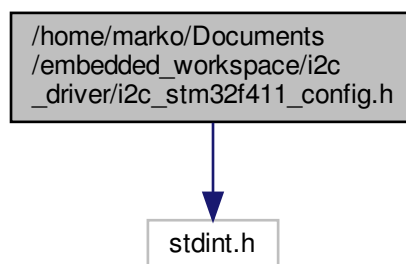 /home/marko/Documents
/embedded_workspace/i2c
_driver/i2c_stm32f411_config.h
stdint.h